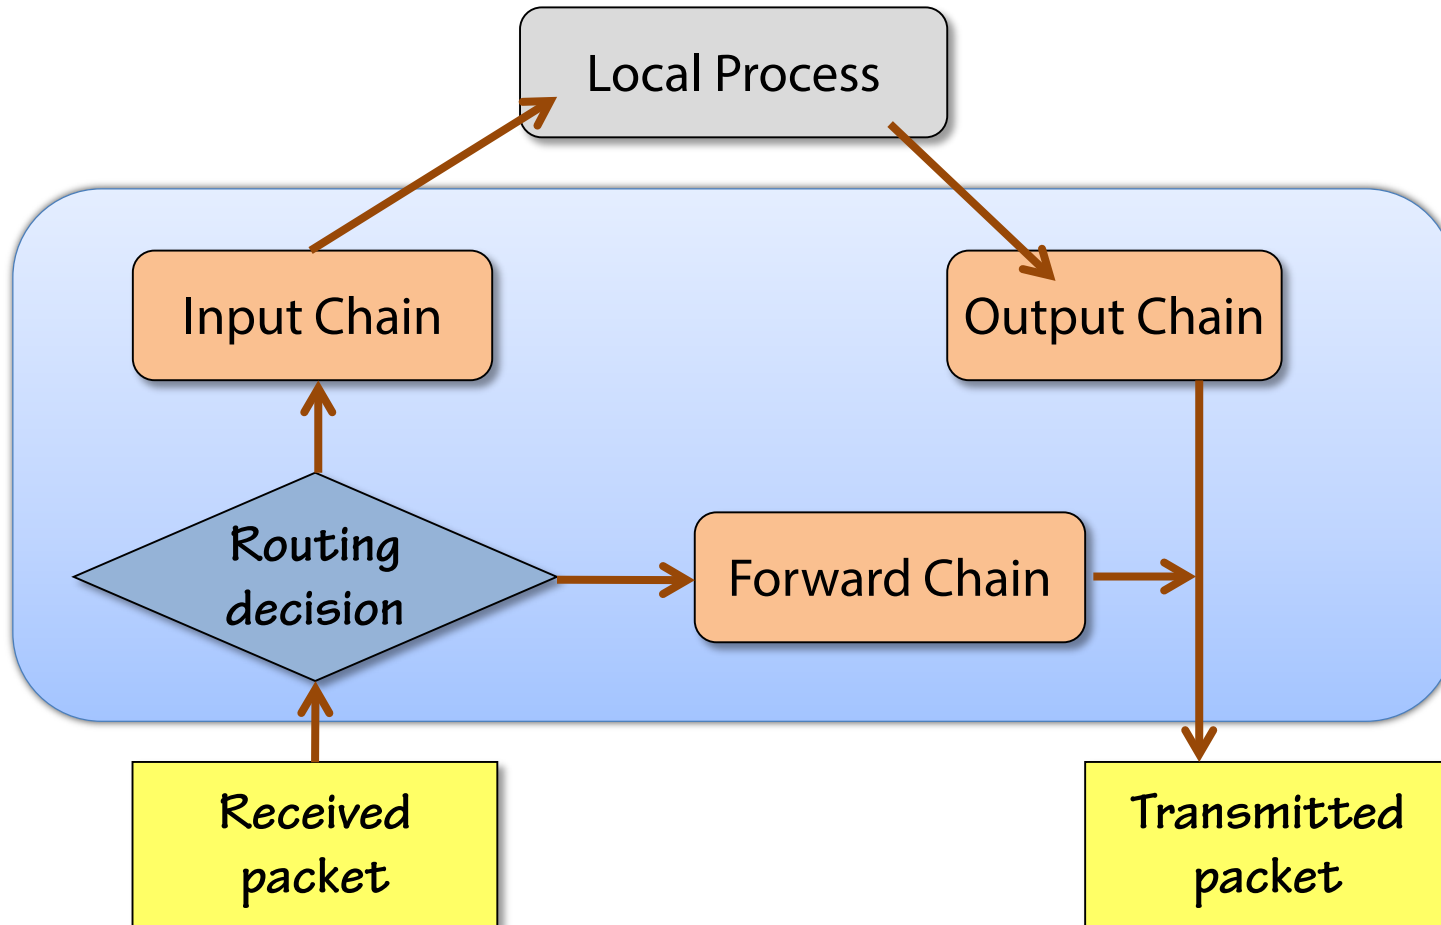 Local Process
Input Chain
Output Chain
Routing
decision
Forward Chain
Received
packet
Transmitted
packet